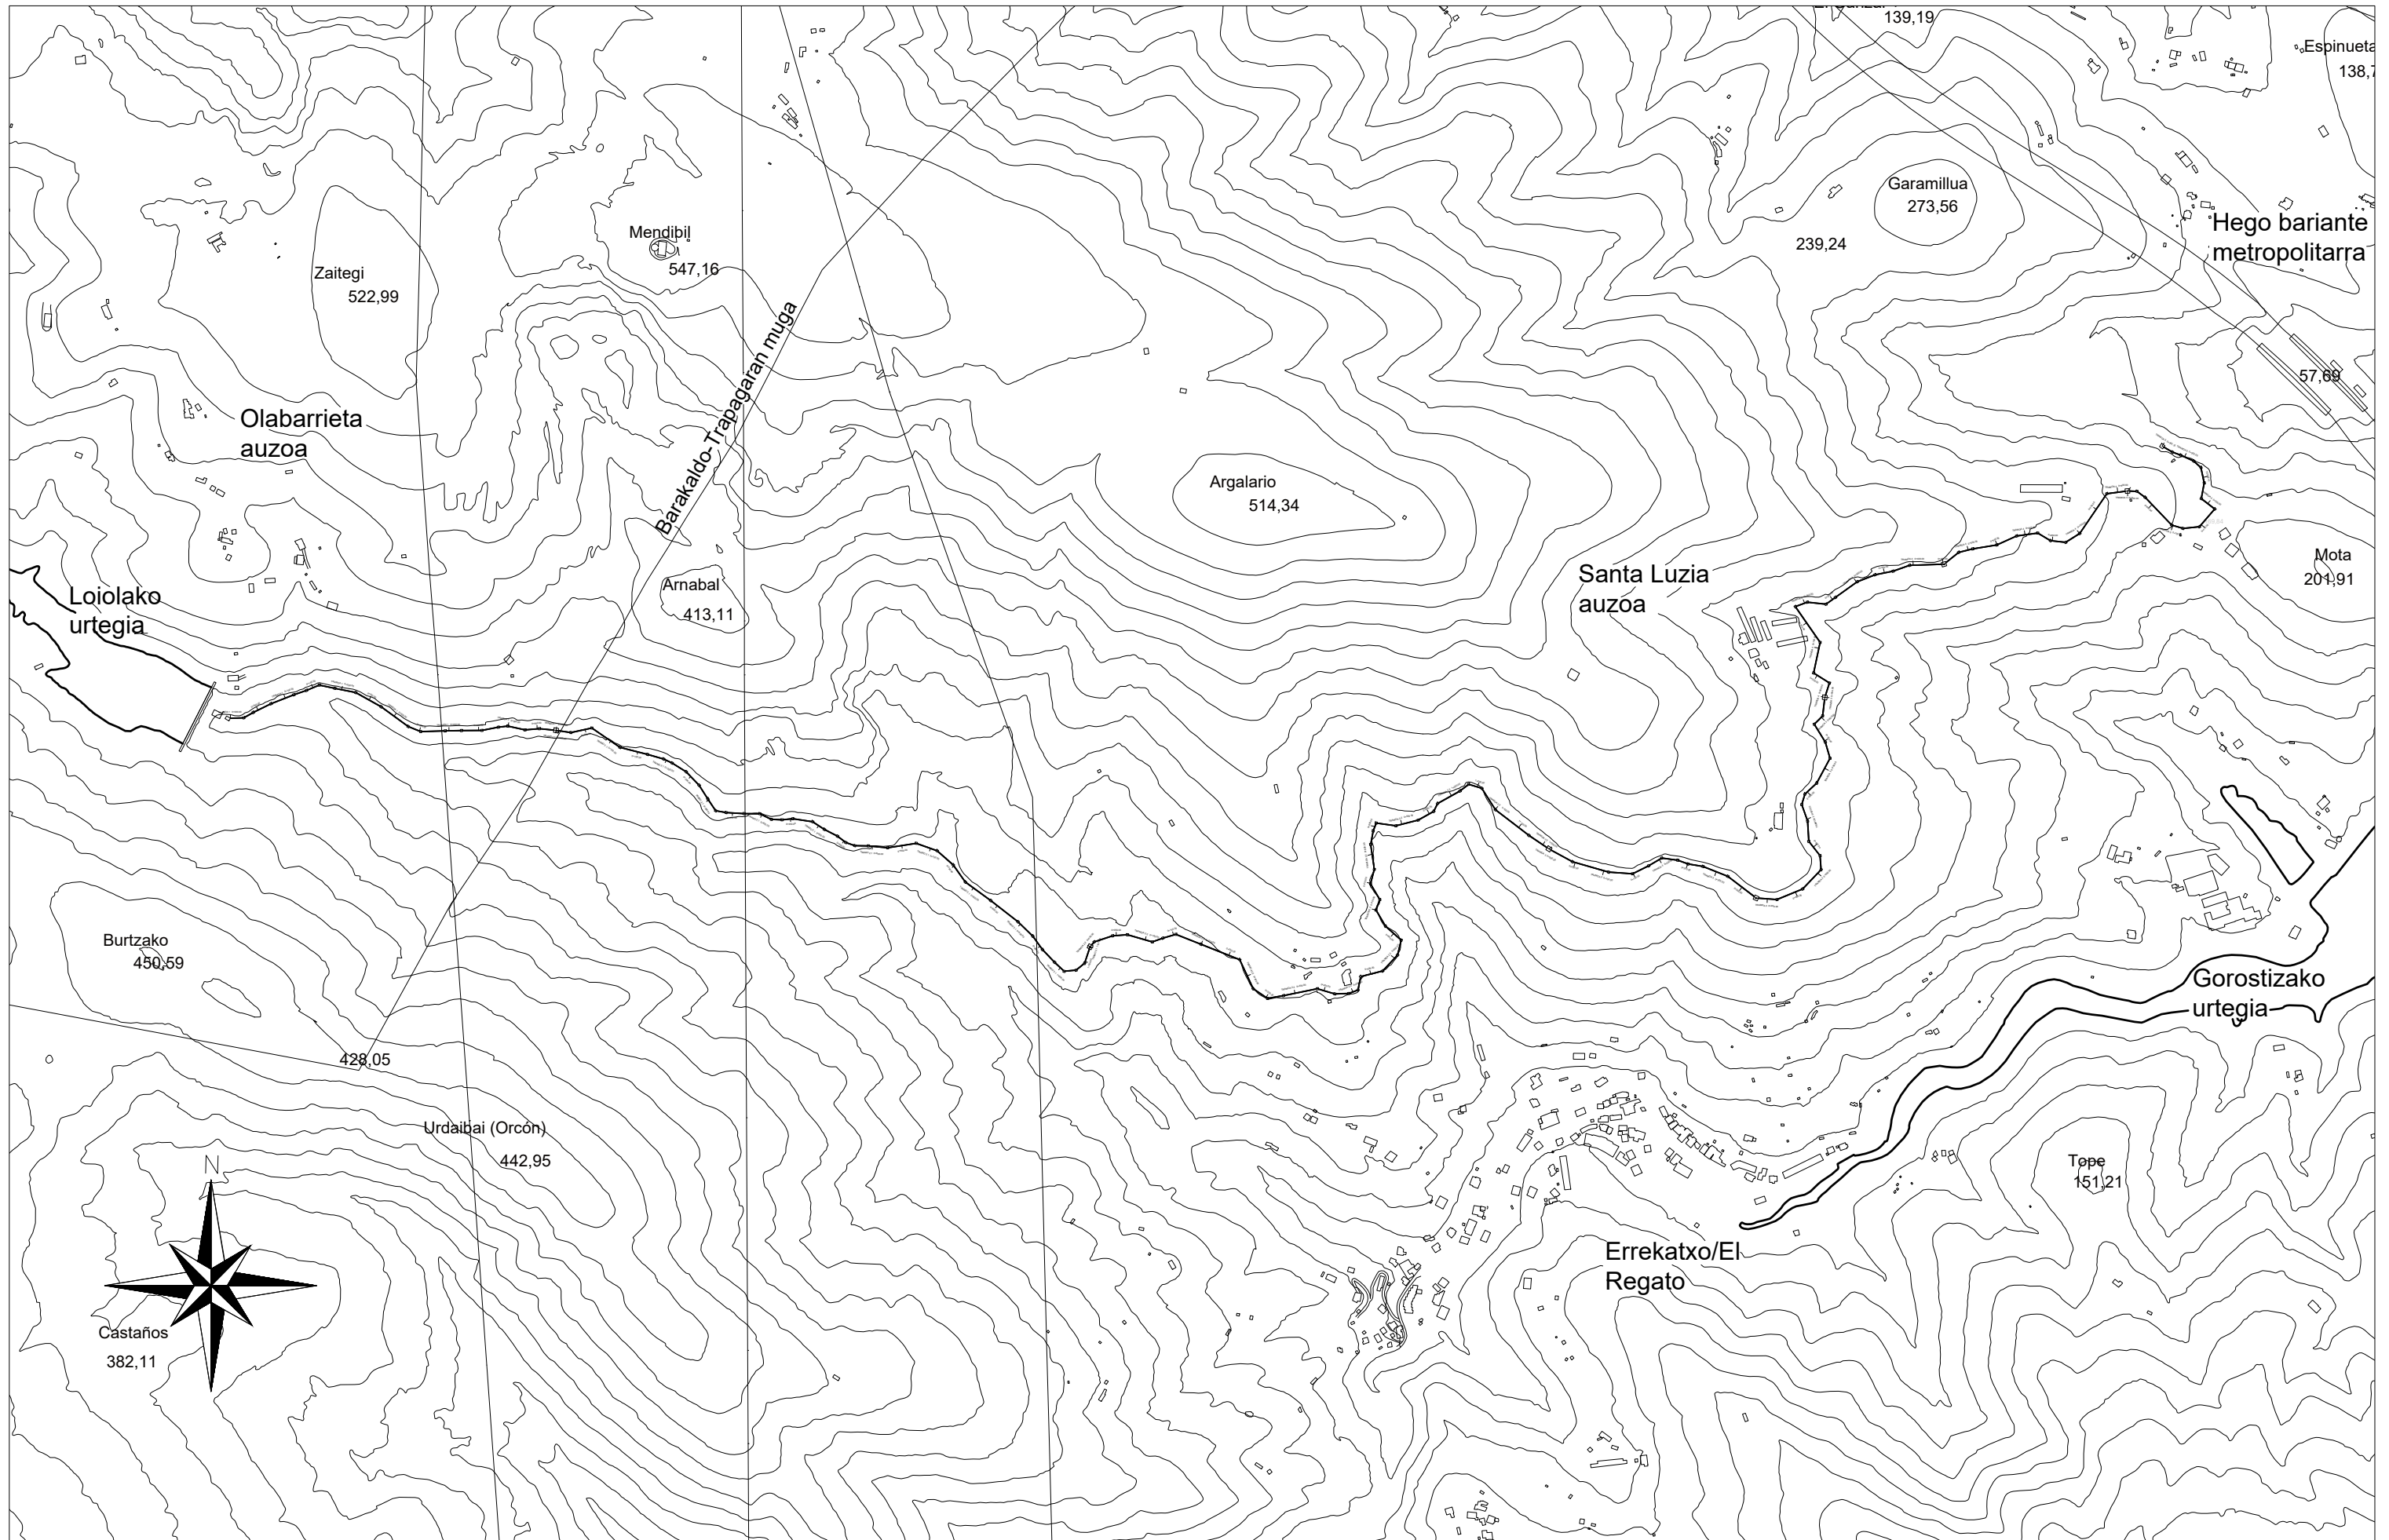 139,19
Espinueta
138,7
Garamillua
273,56
Hego bariante
metropolitarra
239,24
Mendibil
547,16
Zaitegi
522,99
Barakaldo-Trapagaran muga
57,69
Olabarrieta
auzoa
Argalario
514,34
Mota
201,91
Santa Luzia
auzoa
Arnabal
413,11
Loiolako
urtegia
Burtzako
450,59
Gorostizako
urtegia
428,05
Urdaibai (Orcón)
442,95
N
Tope
151,21
Errekatxo/El
Regato
Castaños
382,11